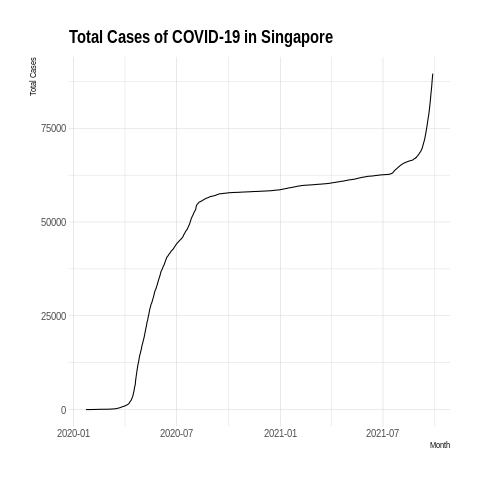 Total Cases of COVID-19 in Singapore
Total Cases
75000
50000
25000
0
2020-01 2020-07 2021-01 2021-07
Month